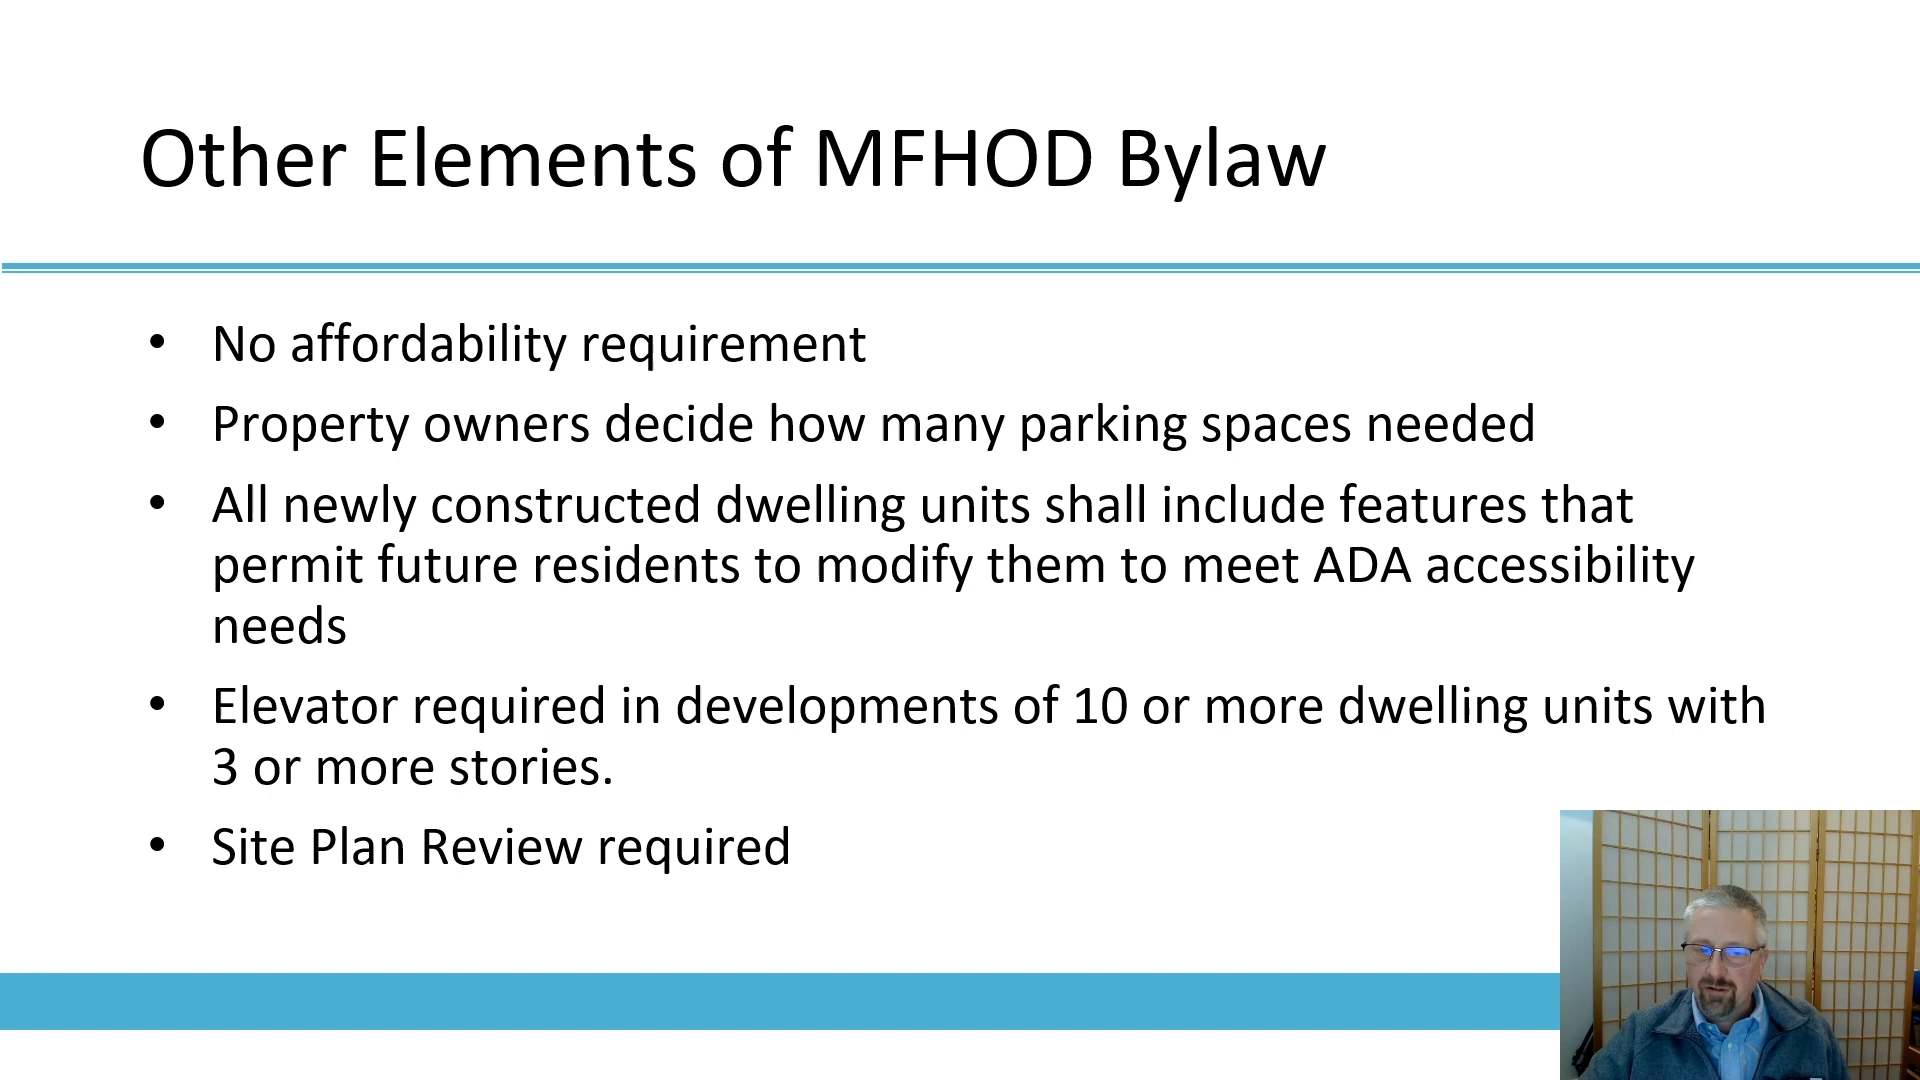 Other Elements of MFHOD Bylaw
• No affordability requirement
• Property owners decide how many parking spaces needed
• All newly constructed dwelling units shall include features that
permit future residents to modify them to meet ADA accessibility
needs
• Elevator required in developments of 10 or more dwelling units with
3 or more stories.
• Site Plan Review required